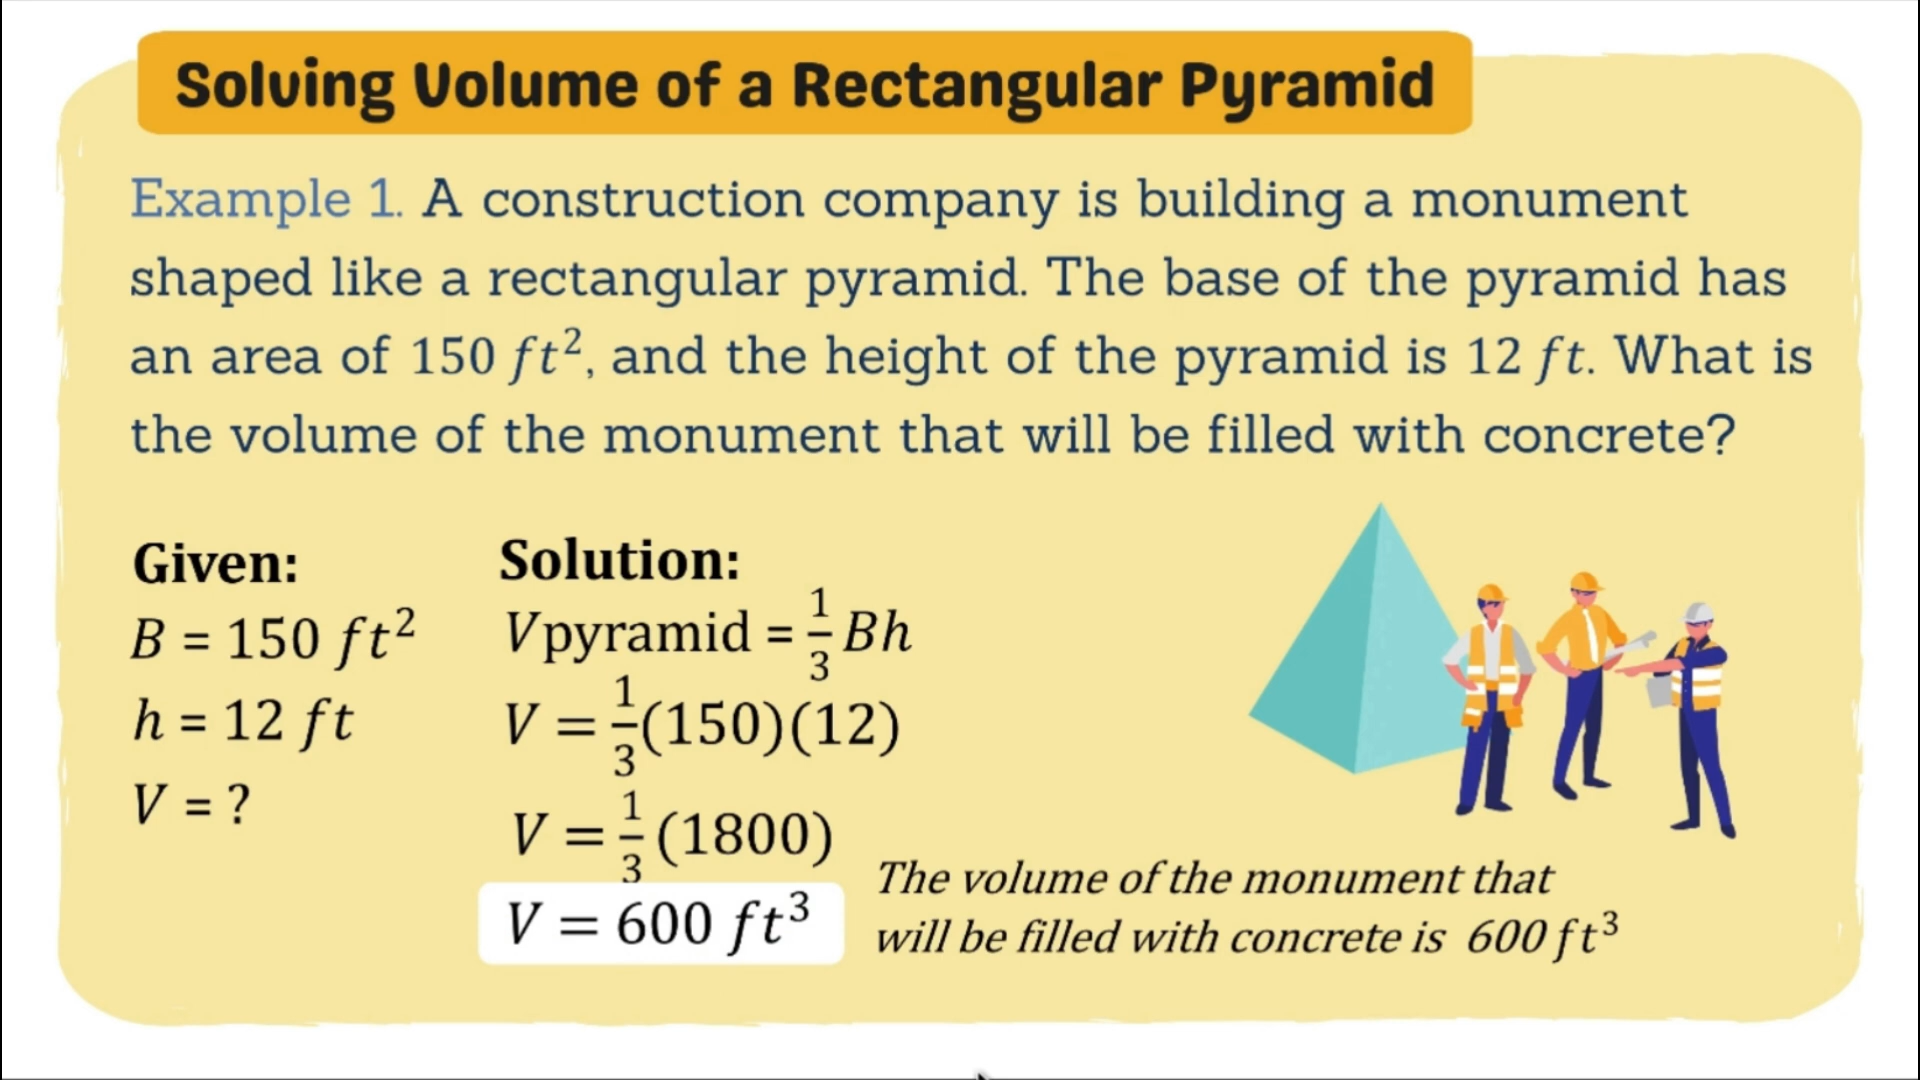 Solving Volume of a Rectangular Pyramid
Example 1. A construction company is building a monument
shaped like a rectangular pyramid. The base of the pyramid has
an area of 150 ft², and the height of the pyramid is 12 ft. What is
the volume of the monument that will be filled with concrete?
Given:
B = 150 ft²
h = 12 ft
V = ?
Solution:
Vpyramid = 1/3 Bh
V = 1/3(150)(12)
V = 1/3 (1800)
V = 600 ft³
The volume of the monument that
will be filled with concrete is 600 ft³